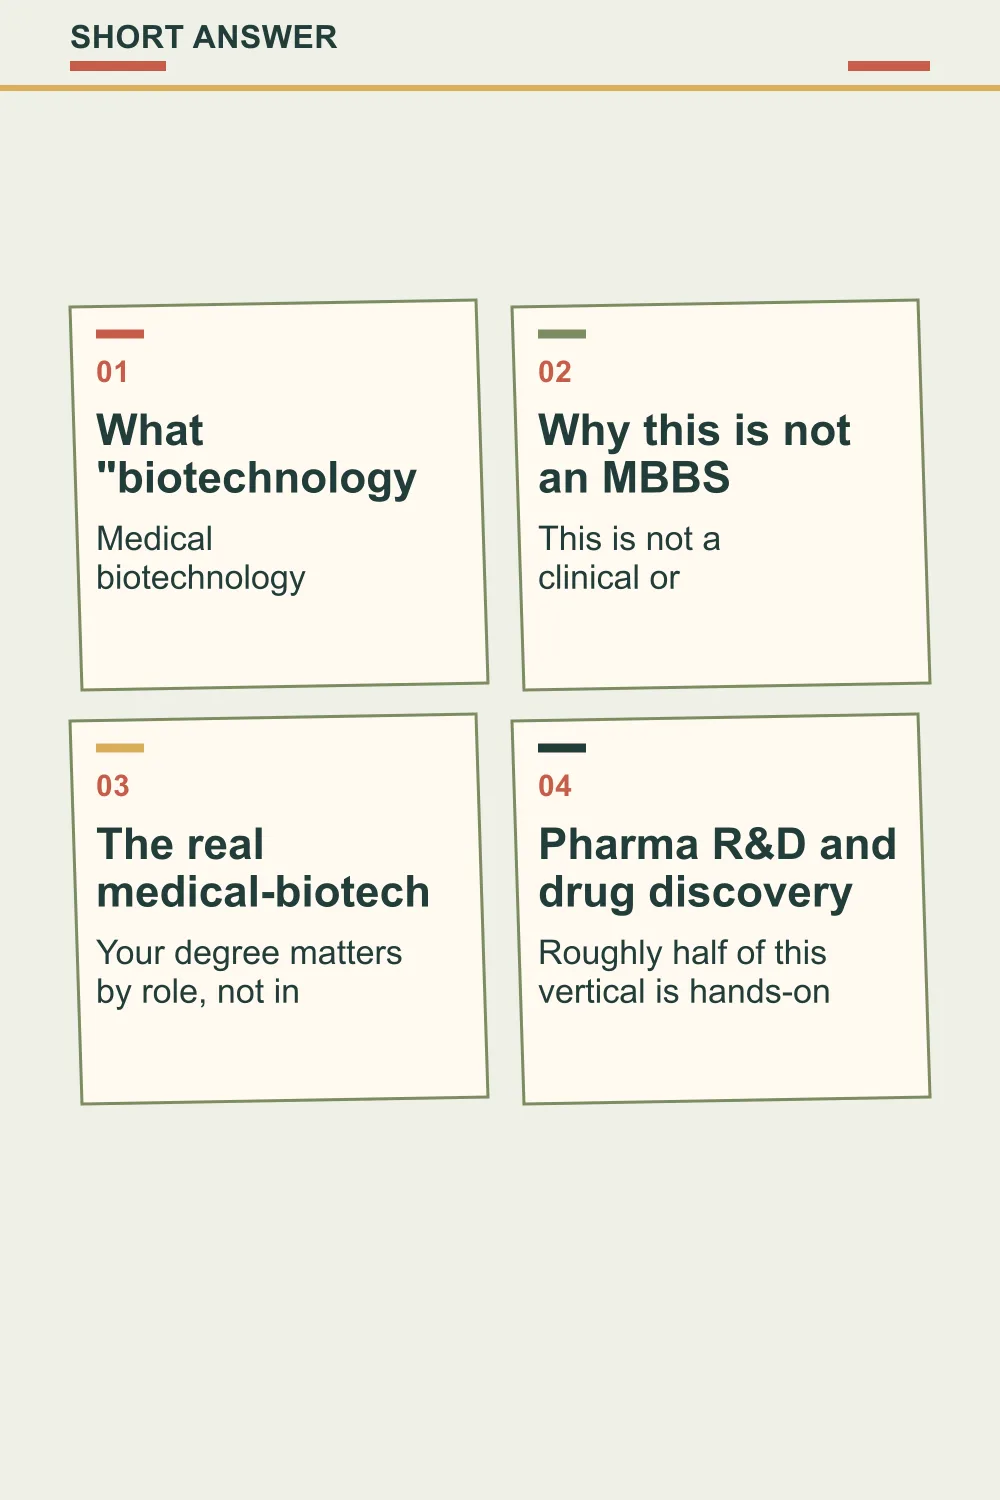 SHORT ANSWER
01
What
"biotechnology
Medical
biotechnology
02
Why this is not
an MBBS
This is not a
clinical or
03
The real
medical-biotech
Your degree matters
by role, not in
04
Pharma R&D and
drug discovery
Roughly half of this
vertical is hands-on